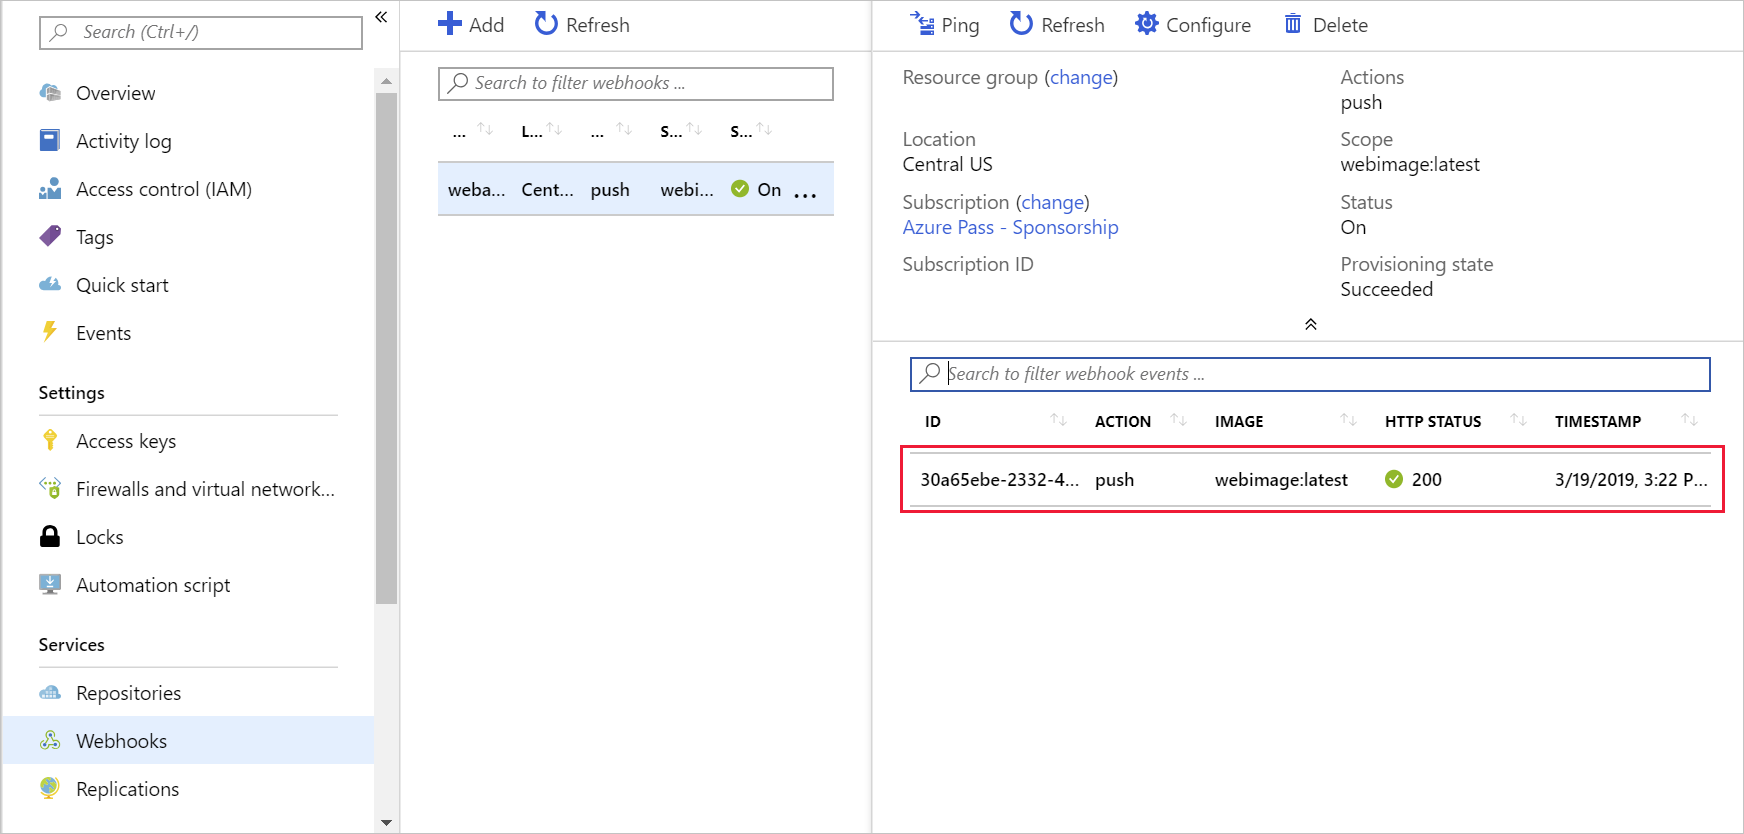 Search (Ctrl+/)
«
Overview
Activity log
Access control (IAM)
Tags
Quick start
Events
Settings
Access keys
Firewalls and virtual network...
Locks
Automation script
Services
Repositories
Webhooks
Replications
Add Refresh
Search to filter webhooks ...
... L... ... S... S...
weba... Cent... push webi... On ...
Ping Refresh Configure Delete
Resource group (change)
Location
Central US
Subscription (change)
Azure Pass - Sponsorship
Subscription ID
Actions
push
Scope
webimage:latest
Status
On
Provisioning state
Succeeded
Search to filter webhook events ...
ID ACTION IMAGE HTTP STATUS TIMESTAMP
30a65ebe-2332-4... push webimage:latest 200 3/19/2019, 3:22 P...